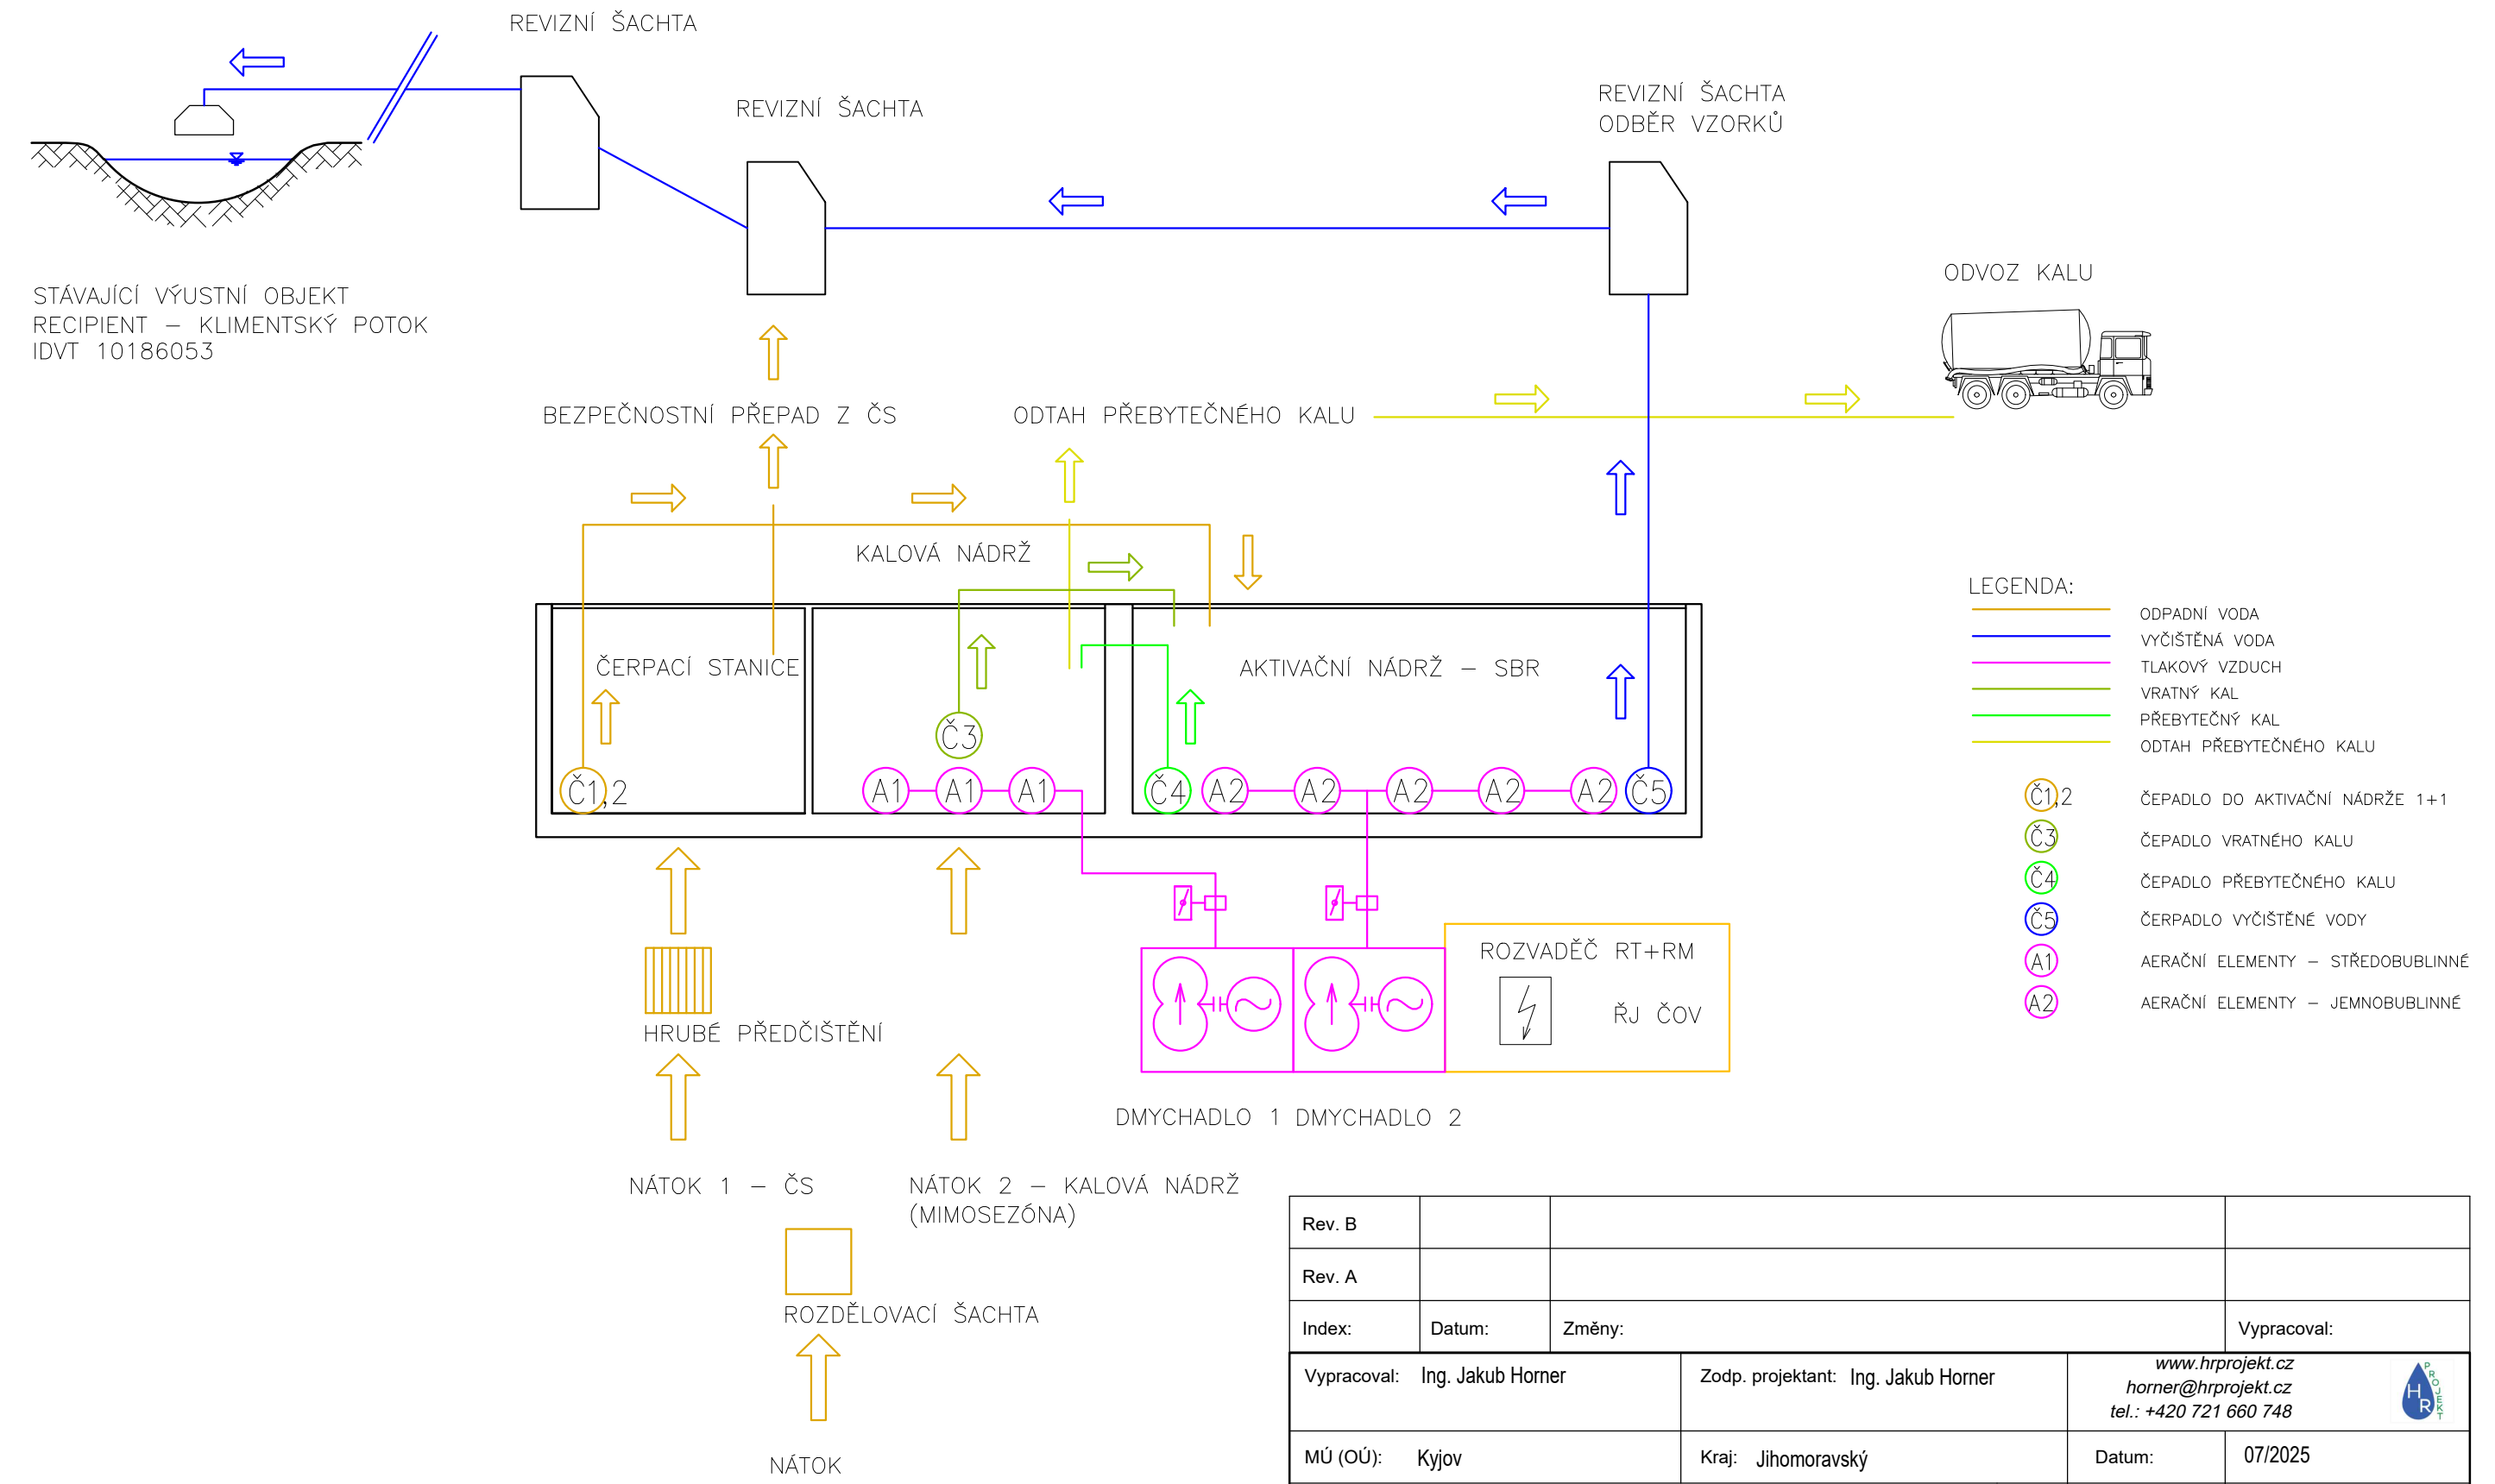 REVIZNÍ ŠACHTA
REVIZNÍ ŠACHTA
REVIZNÍ ŠACHTA
ODBĚR VZORKŮ
STÁVAJÍCÍ VÝUSTNÍ OBJEKT
RECIPIENT – KLIMENTSKÝ POTOK
IDVT 10186053
ODVOZ KALU
BEZPEČNOSTNÍ PŘEPAD Z ČS
ODTAH PŘEBYTEČNÉHO KALU
KALOVÁ NÁDRŽ
ČERPACÍ STANICE
AKTIVAČNÍ NÁDRŽ – SBR
Č3
Č1,2
A1
A1
A1
Č4
A2
A2
A2
A2
A2
Č5
LEGENDA:
ODPADNÍ VODA
VYČIŠTĚNÁ VODA
TLAKOVÝ VZDUCH
VRATNÝ KAL
PŘEBYTEČNÝ KAL
ODTAH PŘEBYTEČNÉHO KALU
Č1,2 ČEPADLO DO AKTIVAČNÍ NÁDRŽE 1+1
Č3 ČEPADLO VRATNÉHO KALU
Č4 ČEPADLO PŘEBYTEČNÉHO KALU
Č5 ČERPADLO VYČIŠTĚNÉ VODY
A1 AERAČNÍ ELEMENTY – STŘEDOBUBLINNÉ
A2 AERAČNÍ ELEMENTY – JEMNOBUBLINNÉ
ROZVADĚČ RT+RM
ŘJ ČOV
HRUBÉ PŘEDČIŠTĚNÍ
DMYCHADLO 1 DMYCHADLO 2
NÁTOK 1 – ČS
NÁTOK 2 – KALOVÁ NÁDRŽ
(MIMOSEZÓNA)
ROZDĚLOVACÍ ŠACHTA
NÁTOK
Rev. B
Rev. A
Index: Datum: Změny: Vypracoval:
Vypracoval: Ing. Jakub Horner
Zodp. projektant: Ing. Jakub Horner
www.hrprojekt.cz
horner@hrprojekt.cz
tel.: +420 721 660 748
HR PROJEKT
MÚ (OÚ): Kyjov
Kraj: Jihomoravský
Datum: 07/2025